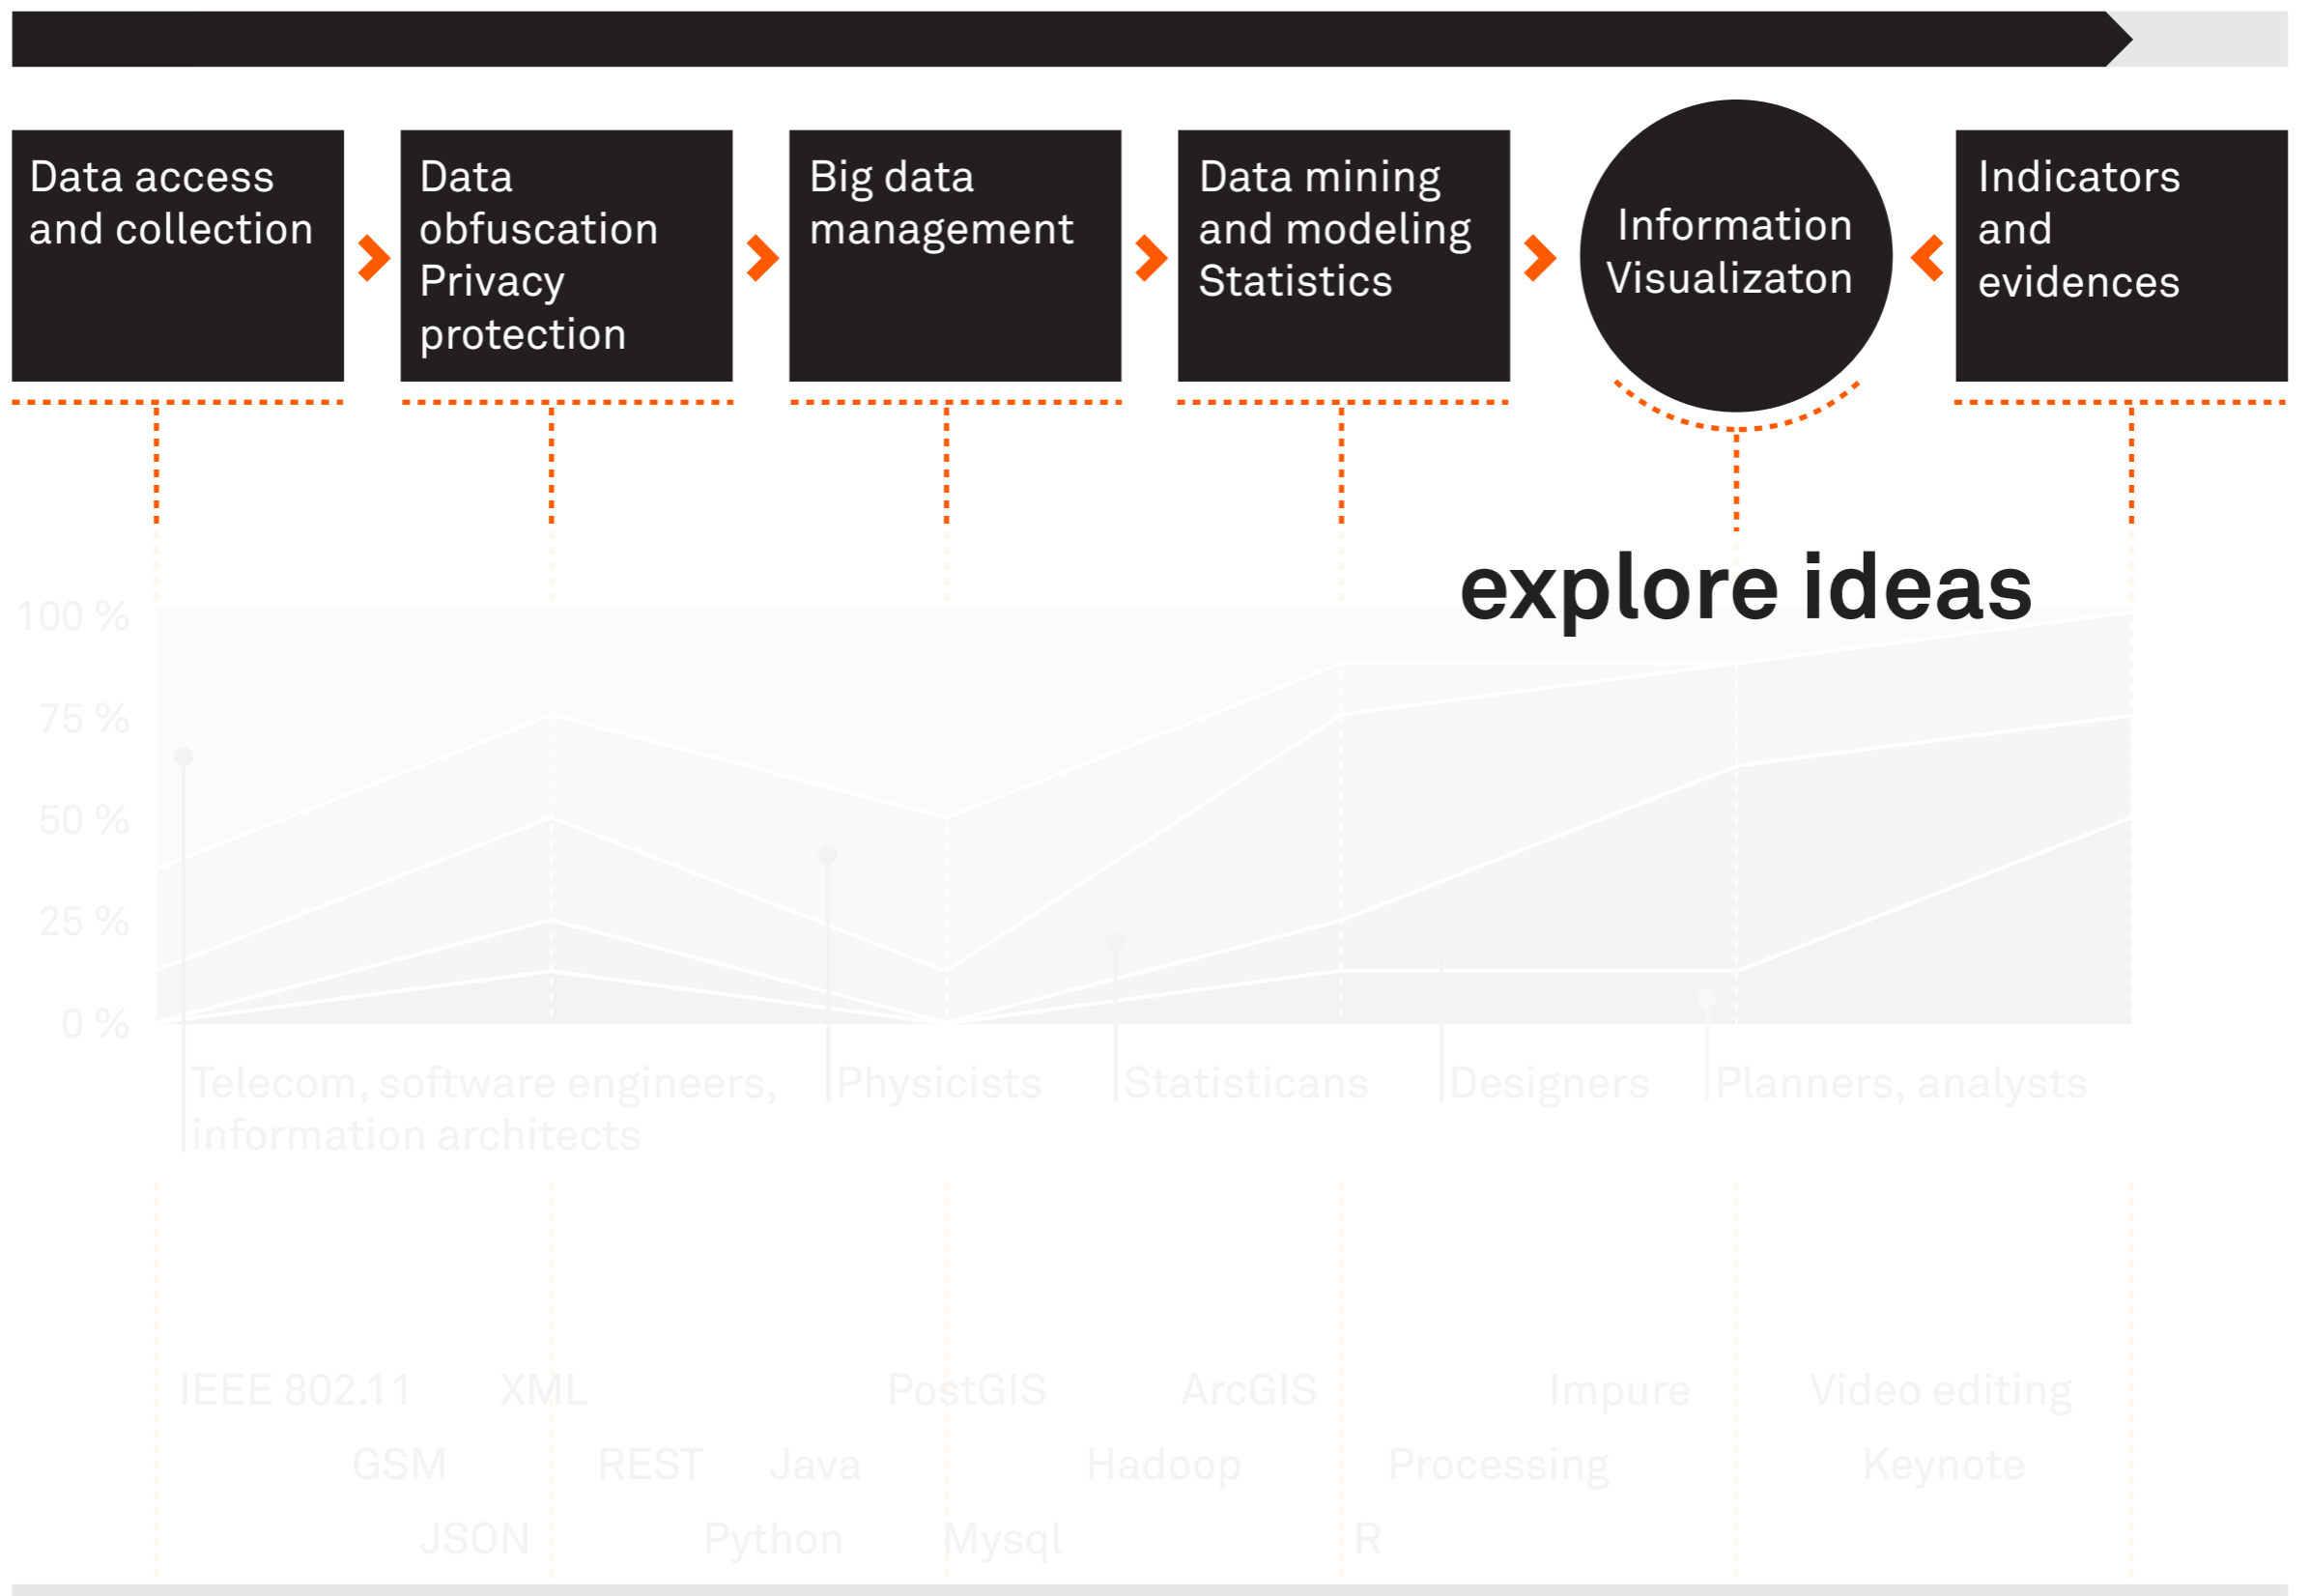 Data access
and collection
Data
obfuscation
Privacy
protection
Big data
management
Data mining
and modeling
Statistics
Information
Visualizaton
Indicators
and
evidences
explore ideas
100 %
75 %
50 %
25 %
0 %
Telecom, software engineers,
information architects
Physicists
Statisticans
Designers
Planners, analysts
IEEE 802.11
XML
PostGIS
ArcGIS
Impure
Video editing
GSM
REST
Java
Hadoop
Processing
Keynote
JSON
Python
Mysql
R